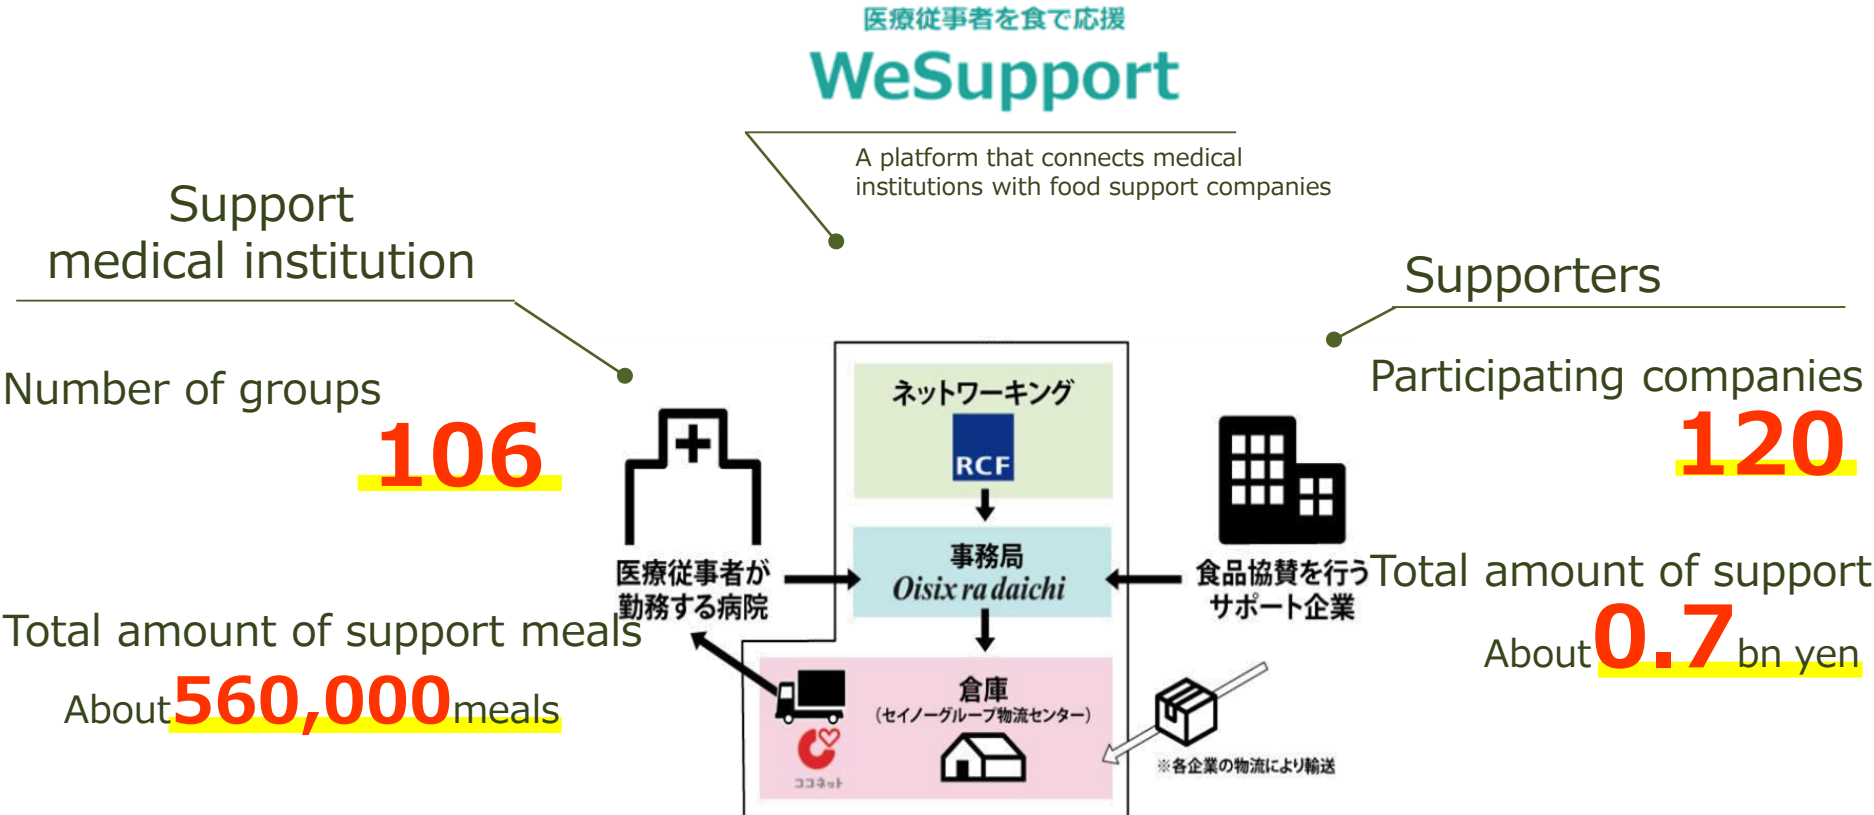 医療従事者を食で応援
WeSupport
A platform that connects medical
institutions with food support companies
Support
medical institution
Number of groups
106
Total amount of support meals
About 560,000 meals
Supporters
Participating companies
120
Total amount of support
About 0.7 bn yen
ネットワーキング
RCF
事務局
Oisix ra daichi
医療従事者が
勤務する病院
食品協賛を行う
サポート企業
倉庫
(セイノーグループ物流センター)
ココネット
※各企業の物流により輸送